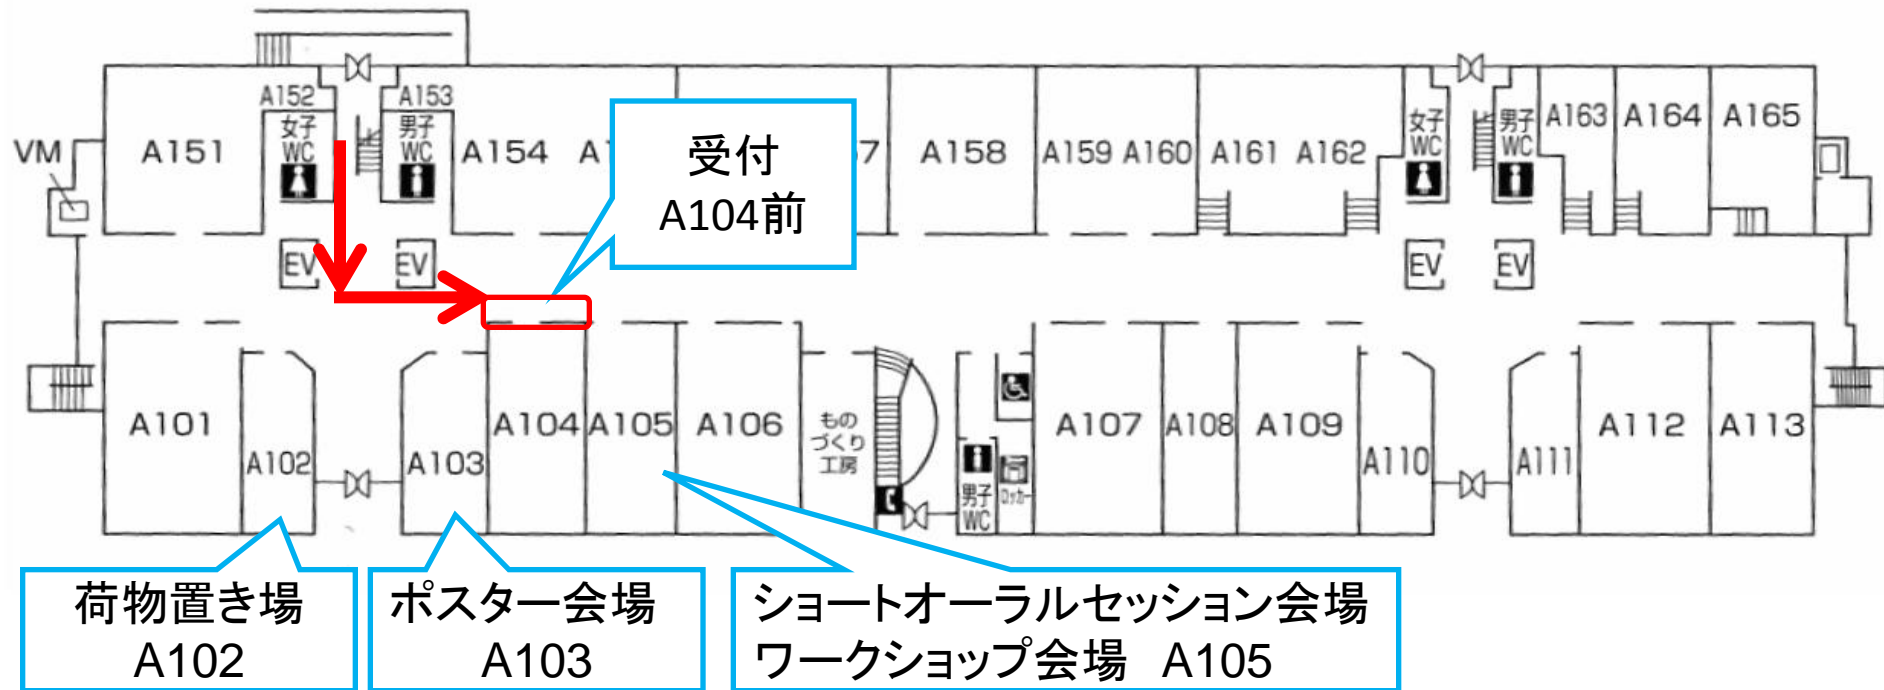 A152
A153
女子
WC
男子
WC
VM
A151
A154
受付
A104前
A158
A159
A160
A161
A162
女子
WC
男子
WC
A163
A164
A165
EV
EV
EV
EV
A101
A102
A103
A104
A105
A106
もの
づくり
工房
男子
WC
ロッカー
A107
A108
A109
A110
A111
A112
A113
荷物置き場
A102
ポスター会場
A103
ショートオーラルセッション会場
ワークショップ会場 A105